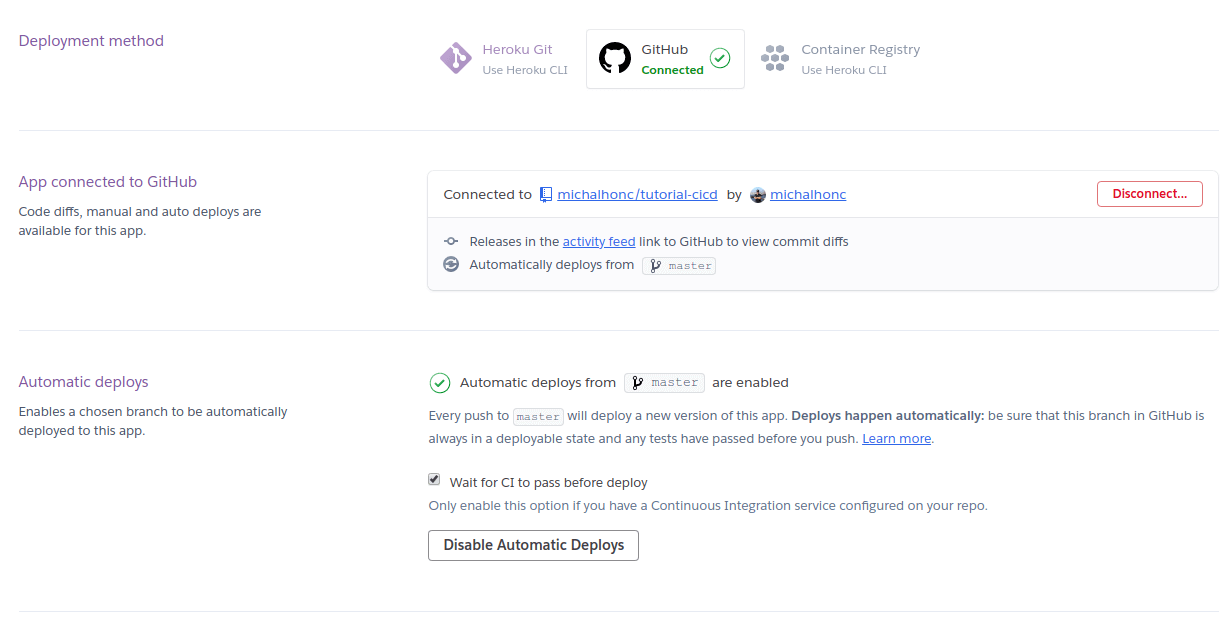 Deployment method
Heroku Git
Use Heroku CLI
GitHub
Connected
Container Registry
Use Heroku CLI
App connected to GitHub
Code diffs, manual and auto deploys are
available for this app.
Connected to michalhonc/tutorial-cicd by michalhonc
Disconnect...
Releases in the activity feed link to GitHub to view commit diffs
Automatically deploys from master
Automatic deploys
Enables a chosen branch to be automatically
deployed to this app.
Automatic deploys from master are enabled
Every push to master will deploy a new version of this app. Deploys happen automatically: be sure that this branch in GitHub is
always in a deployable state and any tests have passed before you push. Learn more.
Wait for CI to pass before deploy
Only enable this option if you have a Continuous Integration service configured on your repo.
Disable Automatic Deploys